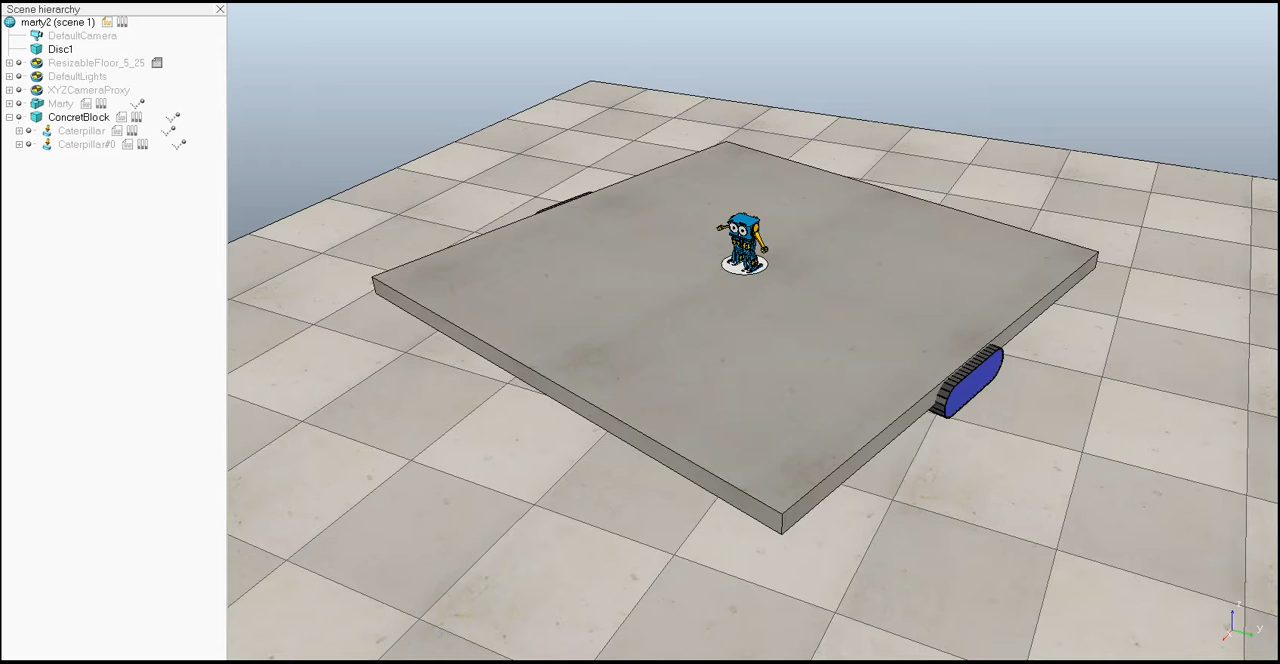 Scene hierarchy
marty2 (scene 1)
DefaultCamera
Disc1
ResizableFloor_5_25
DefaultLights
XYZCameraProxy
Marty
ConcretBlock
Caterpillar
Caterpillar#0
z
x
y